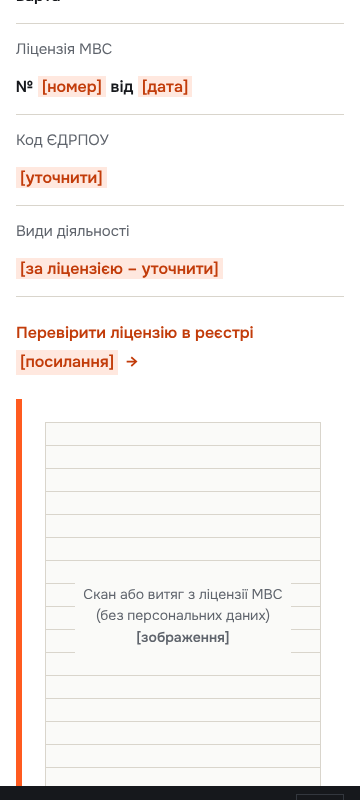 Ліцензія МВС
№ [номер] від [дата]
Код ЄДРПОУ
[уточнити]
Види діяльності
[за ліцензією – уточнити]
Перевірити ліцензію в реєстрі
[посилання] →
Скан або витяг з ліцензії МВС
(без персональних даних)
[зображення]